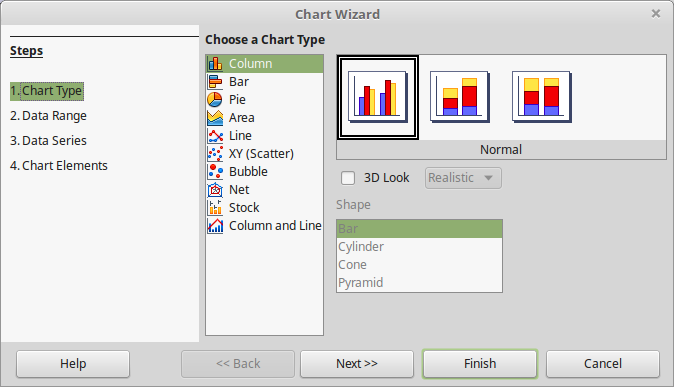 Chart Wizard
Steps
1. Chart Type
2. Data Range
3. Data Series
4. Chart Elements
Choose a Chart Type
Column
Bar
Pie
Area
Line
XY (Scatter)
Bubble
Net
Stock
Column and Line
Normal
3D Look
Realistic
Shape
Bar
Cylinder
Cone
Pyramid
Help
<< Back
Next >>
Finish
Cancel